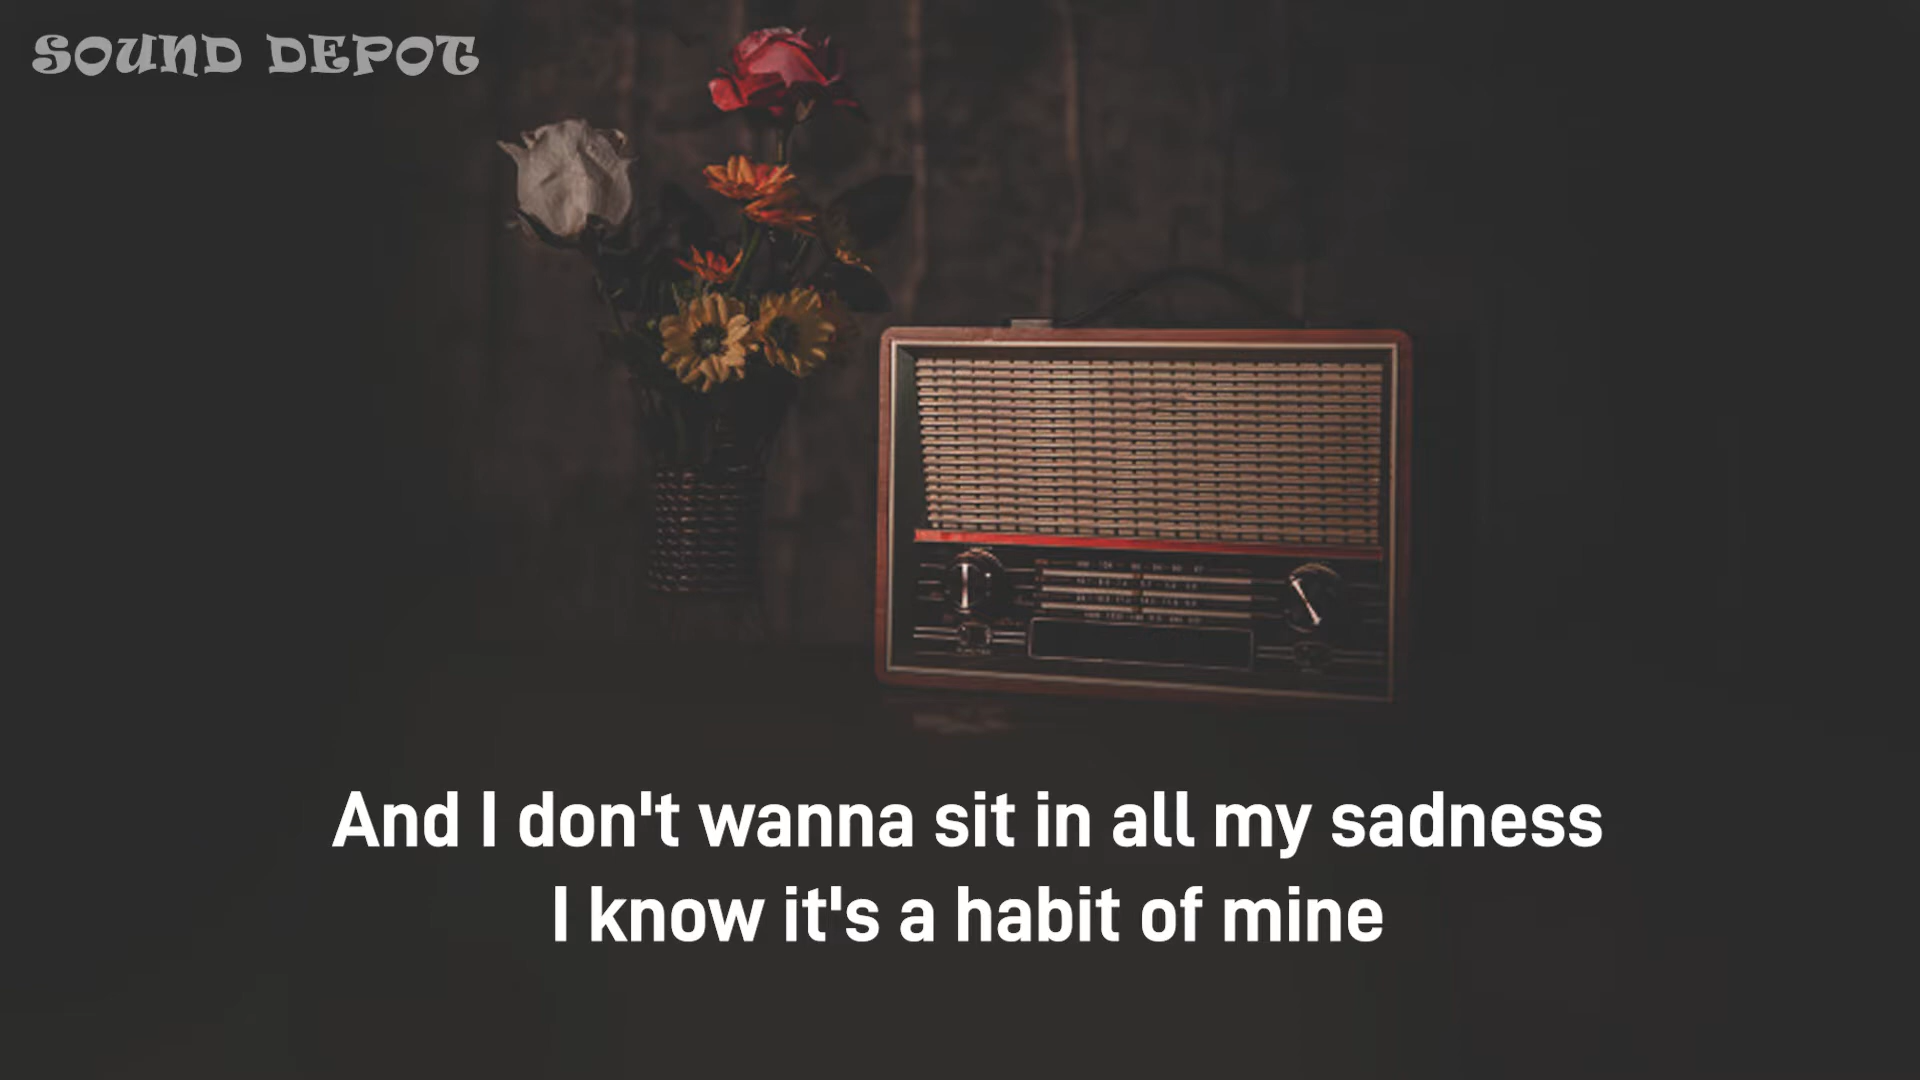 SOUND DEPOT
And I don't wanna sit in all my sadness
I know it's a habit of mine